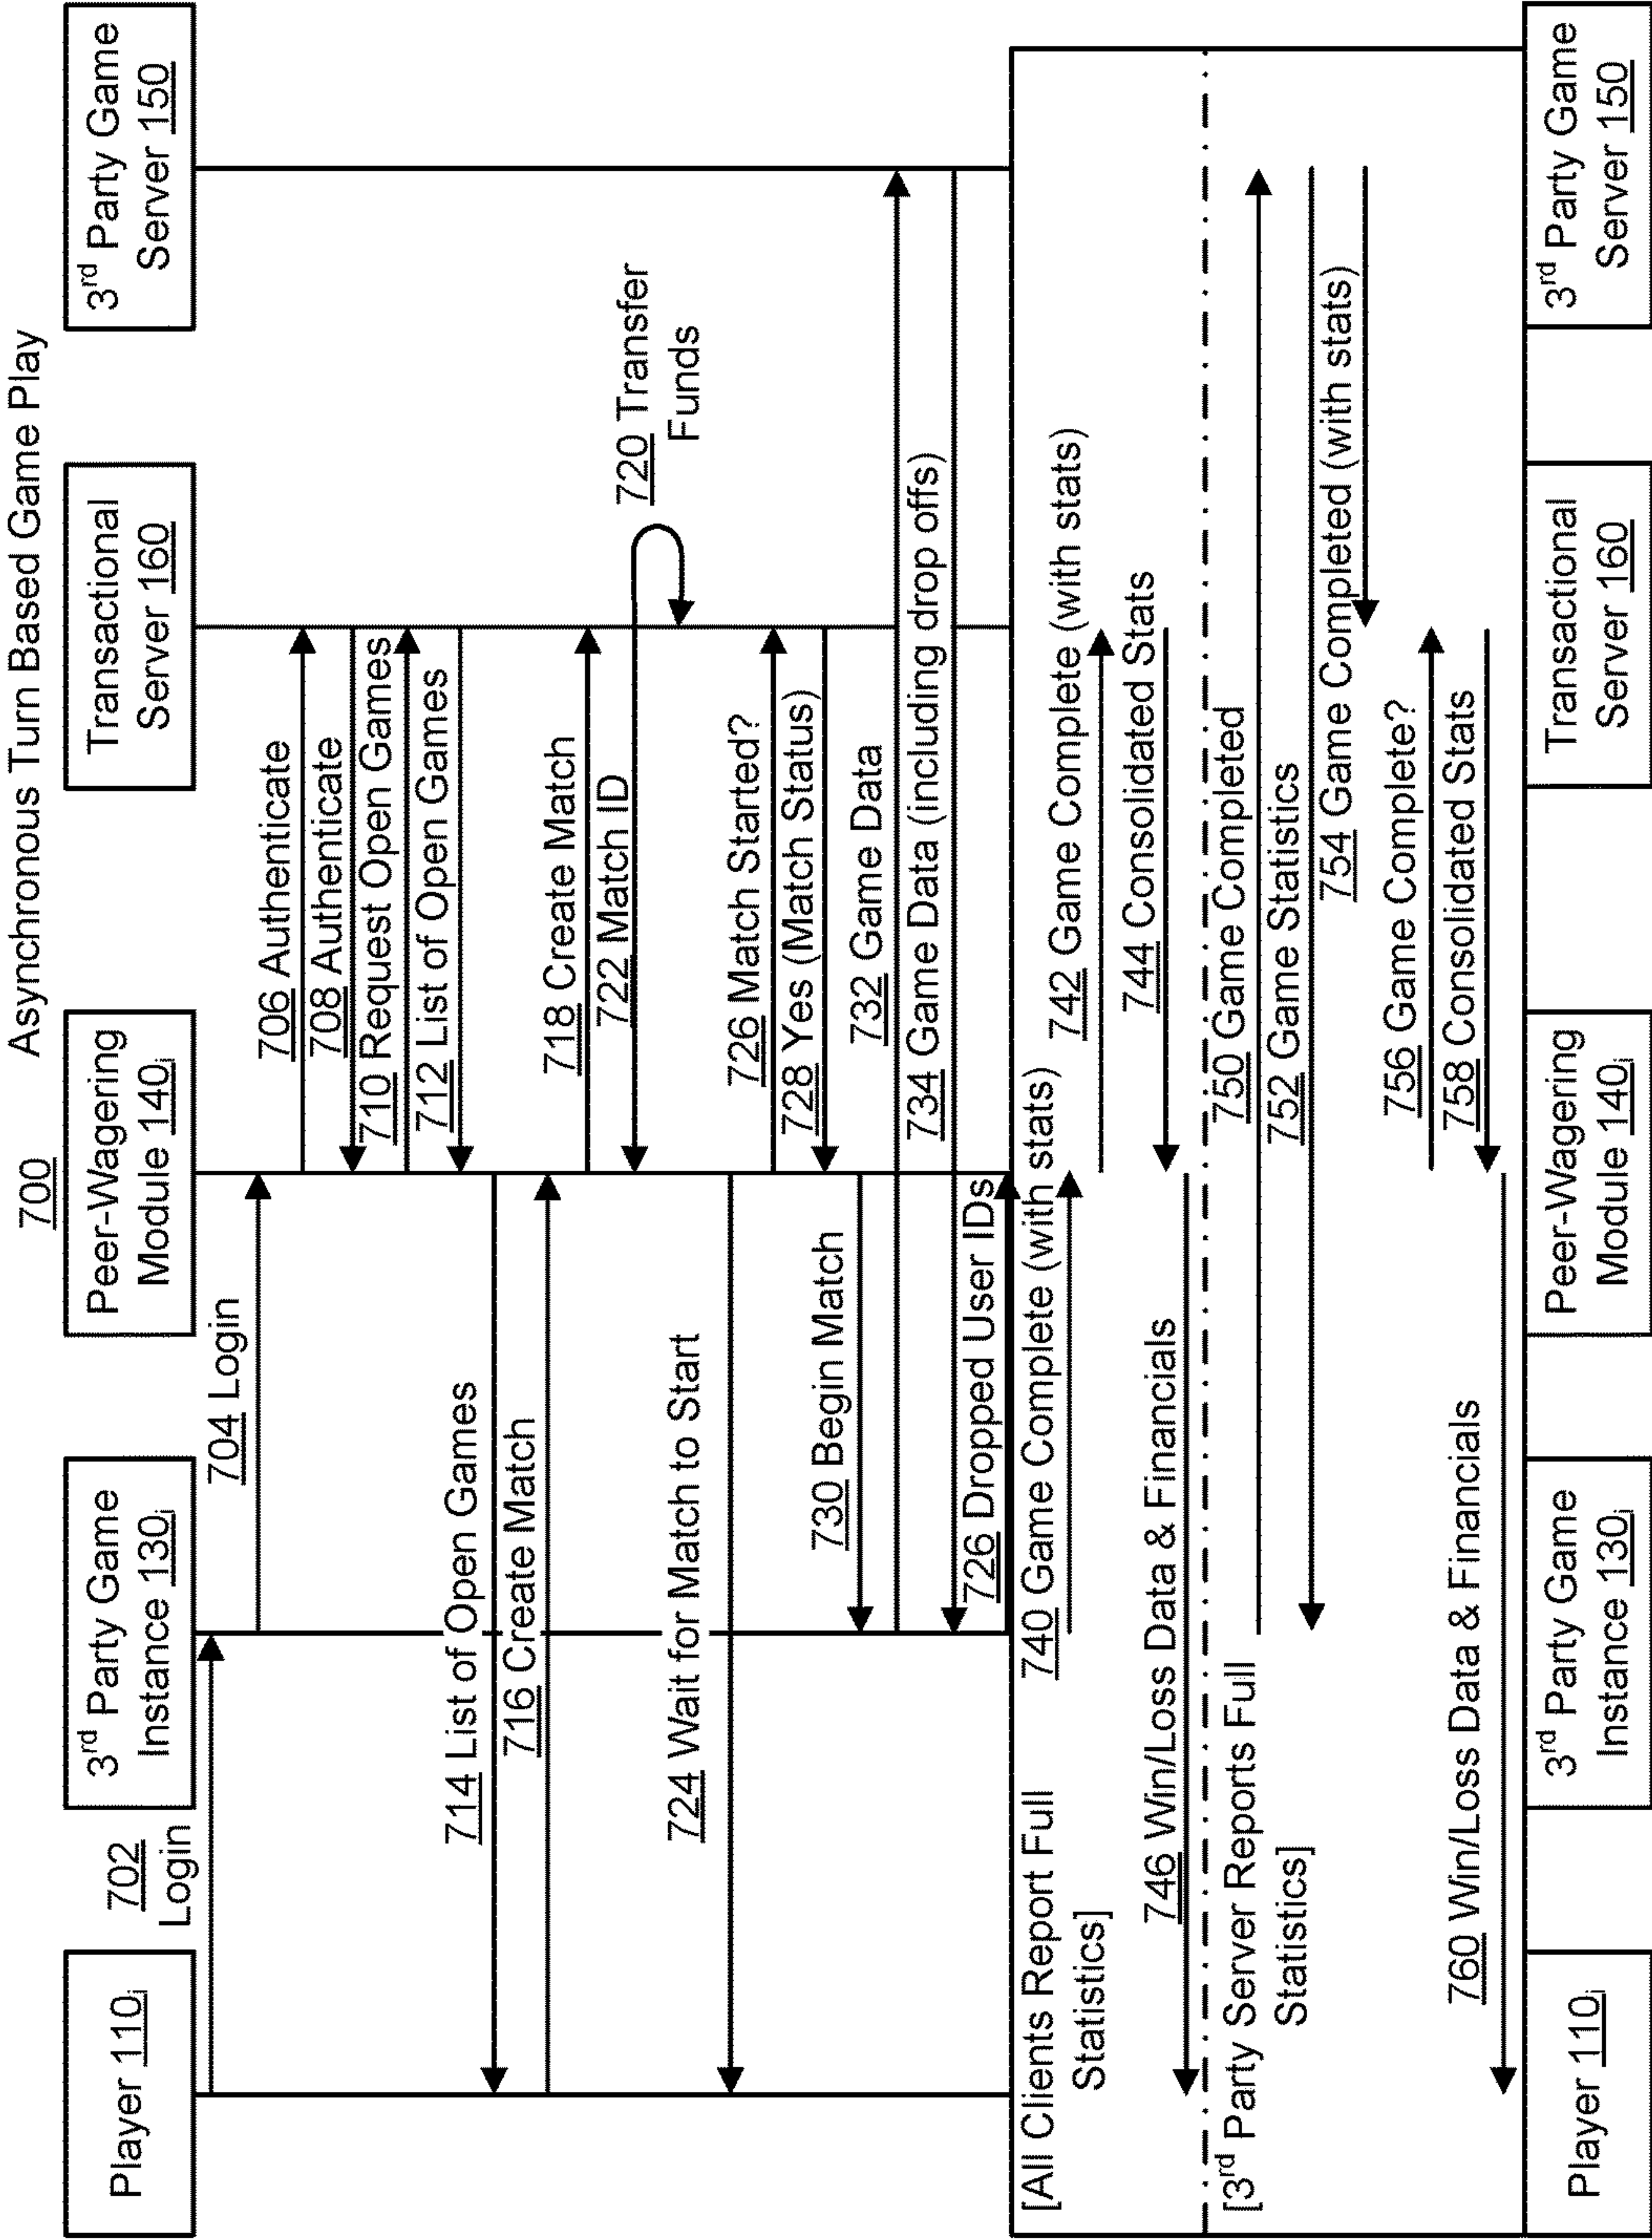 700
Asynchronous Turn Based Game Play
Player 110i
3rd Party Game
Instance 130i
Peer-Wagering
Module 140i
Transactional
Server 160
3rd Party Game
Server 150
702
Login
704 Login
706 Authenticate
708 Authenticate
710 Request Open Games
712 List of Open Games
714 List of Open Games
716 Create Match
718 Create Match
722 Match ID
720 Transfer
Funds
724 Wait for Match to Start
726 Match Started?
728 Yes (Match Status)
730 Begin Match
732 Game Data
734 Game Data (including drop offs)
726 Dropped User IDs
[All Clients Report Full
Statistics]
740 Game Complete (with stats)
742 Game Complete (with stats)
744 Consolidated Stats
746 Win/Loss Data & Financials
[3rd Party Server Reports Full
Statistics]
750 Game Completed
752 Game Statistics
754 Game Completed (with stats)
756 Game Complete?
758 Consolidated Stats
760 Win/Loss Data & Financials
Player 110i
3rd Party Game
Instance 130i
Peer-Wagering
Module 140i
Transactional
Server 160
3rd Party Game
Server 150